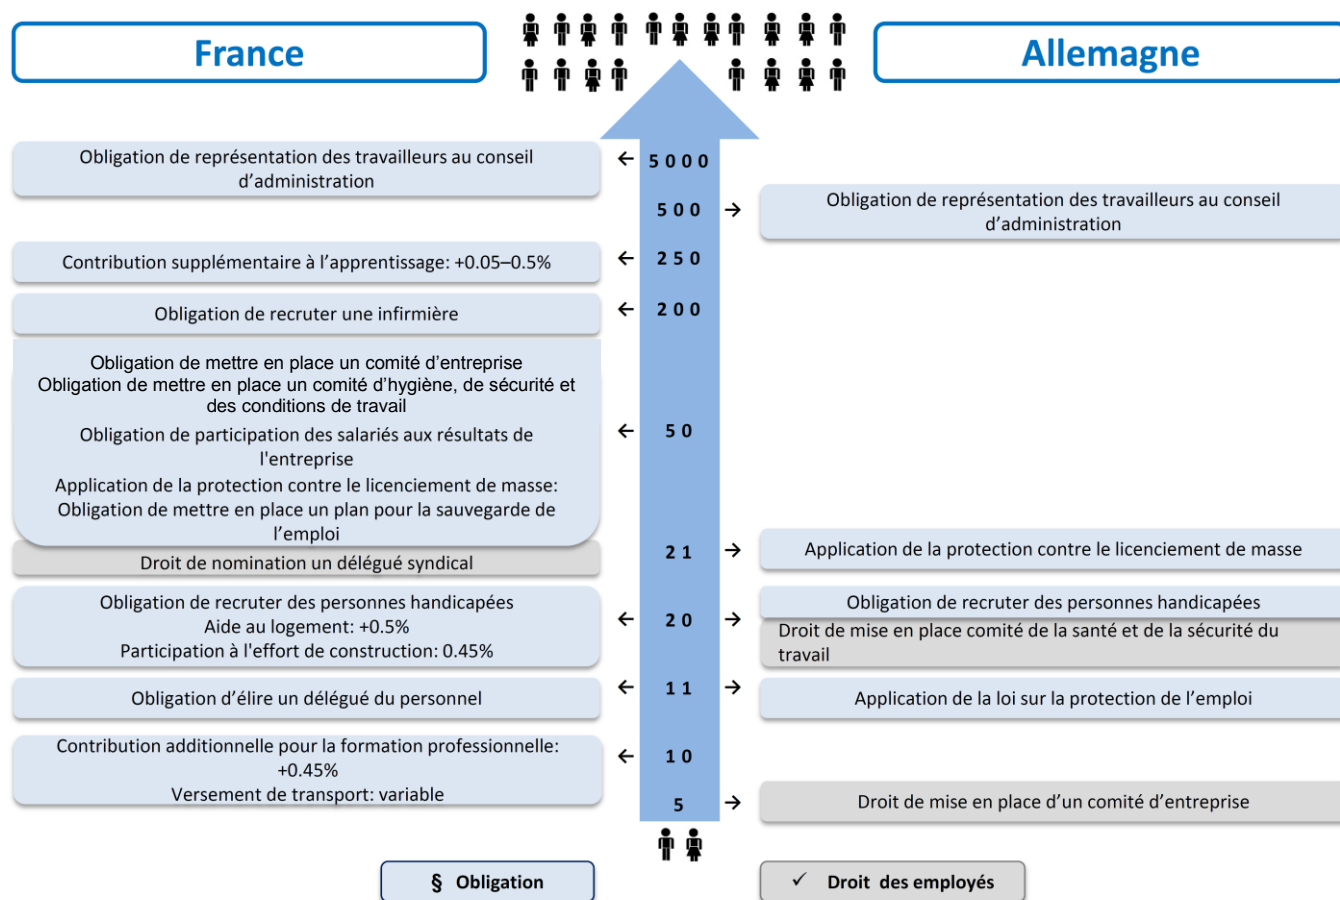 France
Allemagne
Obligation de représentation des travailleurs au conseil
d'administration
← 5000
500 →
Obligation de représentation des travailleurs au conseil
d'administration
Contribution supplémentaire à l'apprentissage: +0.05–0.5%
← 250
Obligation de recruter une infirmière
← 200
Obligation de mettre en place un comité d'entreprise
Obligation de mettre en place un comité d'hygiène, de sécurité et
des conditions de travail
Obligation de participation des salariés aux résultats de
l'entreprise
Application de la protection contre le licenciement de masse:
Obligation de mettre en place un plan pour la sauvegarde de
l'emploi
← 50
Droit de nomination un délégué syndical
21 →
Application de la protection contre le licenciement de masse
Obligation de recruter des personnes handicapées
Aide au logement: +0.5%
Participation à l'effort de construction: 0.45%
← 20 →
Obligation de recruter des personnes handicapées
Droit de mise en place comité de la santé et de la sécurité du
travail
Obligation d'élire un délégué du personnel
← 11 →
Application de la loi sur la protection de l'emploi
Contribution additionnelle pour la formation professionnelle:
+0.45%
Versement de transport: variable
← 10
5 →
Droit de mise en place d'un comité d'entreprise
§ Obligation
✓ Droit des employés